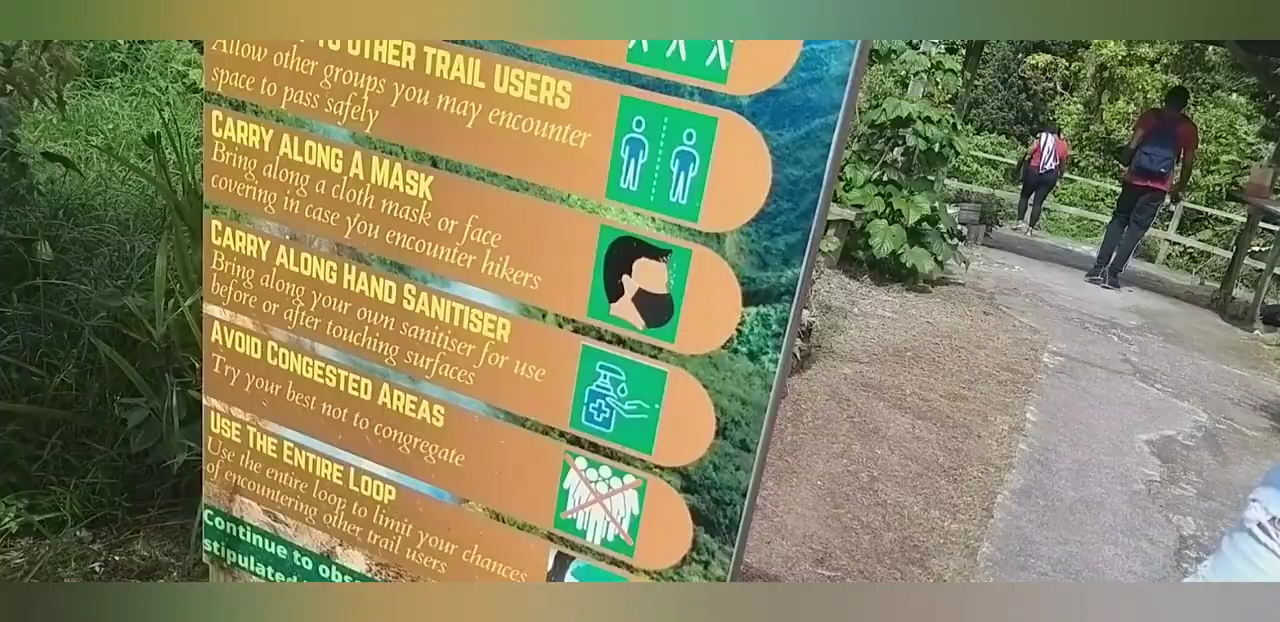 TO OTHER TRAIL USERS
Allow other groups you may encounter
space to pass safely
CARRY ALONG A MASK
Bring along a cloth mask or face
covering in case you encounter hikers
CARRY ALONG HAND SANITISER
Bring along your own sanitiser for use
before or after touching surfaces
AVOID CONGESTED AREAS
Try your best not to congregate
USE THE ENTIRE LOOP
Use the entire loop to limit your chances
of encountering other trail users
Continue to obs
stipulated